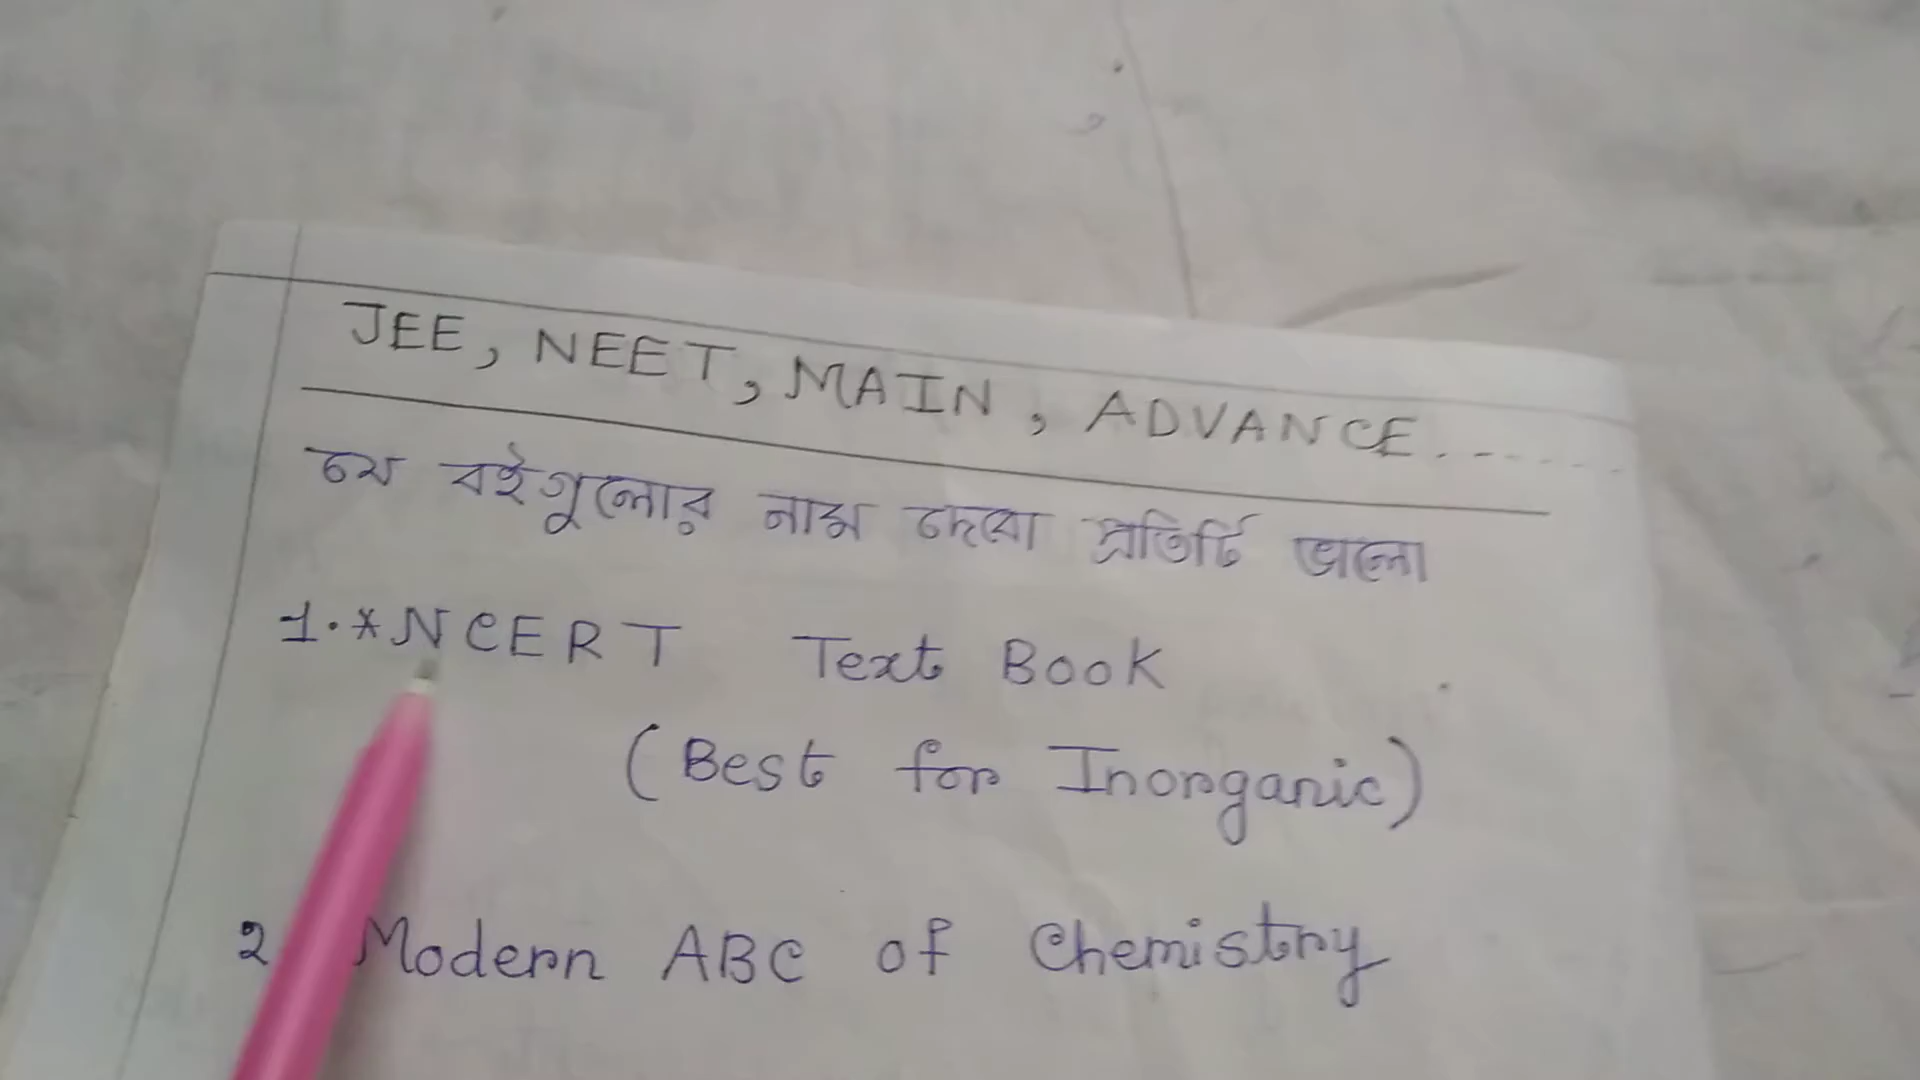 JEE, NEET, MAIN, ADVANCE.......
যে বইগুলোর নাম দেবো প্রতিটি ভালো
1.*NCERT Text Book
(Best for Inorganic)
2 Modern ABC of Chemistry